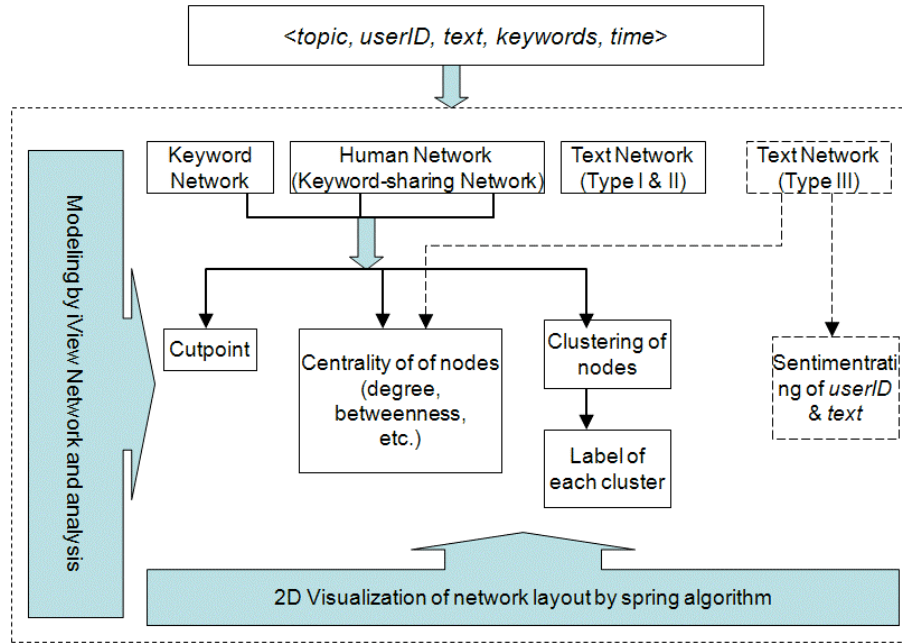 <topic, userID, text, keywords, time>
Modeling by iView Network and analysis
Keyword
Network
Human Network
(Keyword-sharing Network)
Text Network
(Type I & II)
Text Network
(Type III)
Cutpoint
Centrality of of nodes
(degree,
betweenness,
etc.)
Clustering of
nodes
Sentimentrati
ng of userID
& text
Label of
each cluster
2D Visualization of network layout by spring algorithm